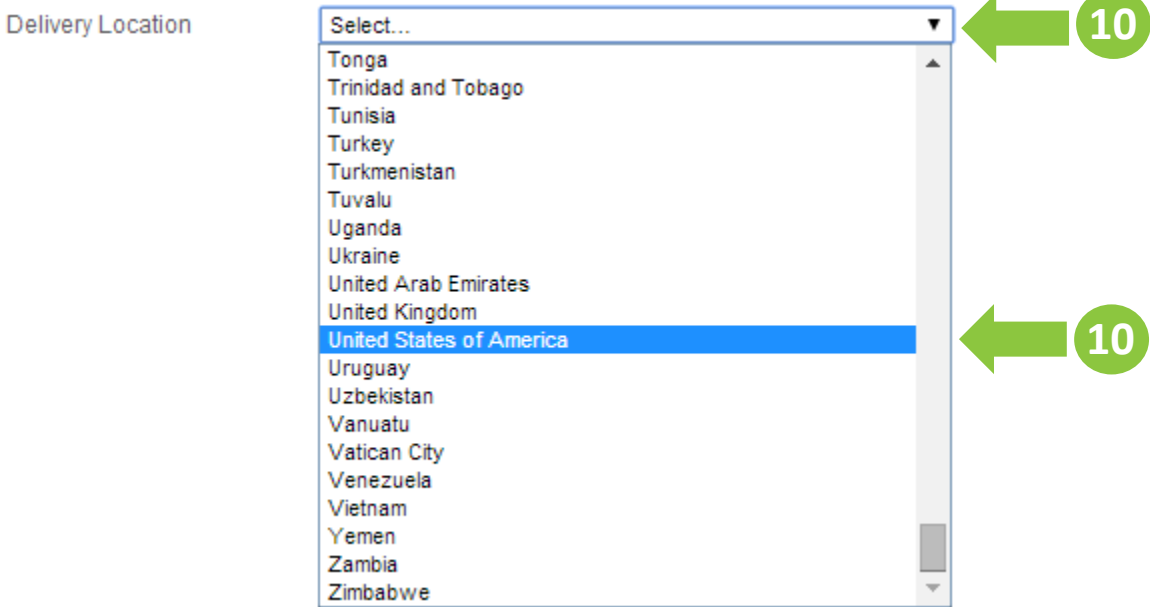 Delivery Location Select... 10
Tonga
Trinidad and Tobago
Tunisia
Turkey
Turkmenistan
Tuvalu
Uganda
Ukraine
United Arab Emirates
United Kingdom
United States of America 10
Uruguay
Uzbekistan
Vanuatu
Vatican City
Venezuela
Vietnam
Yemen
Zambia
Zimbabwe